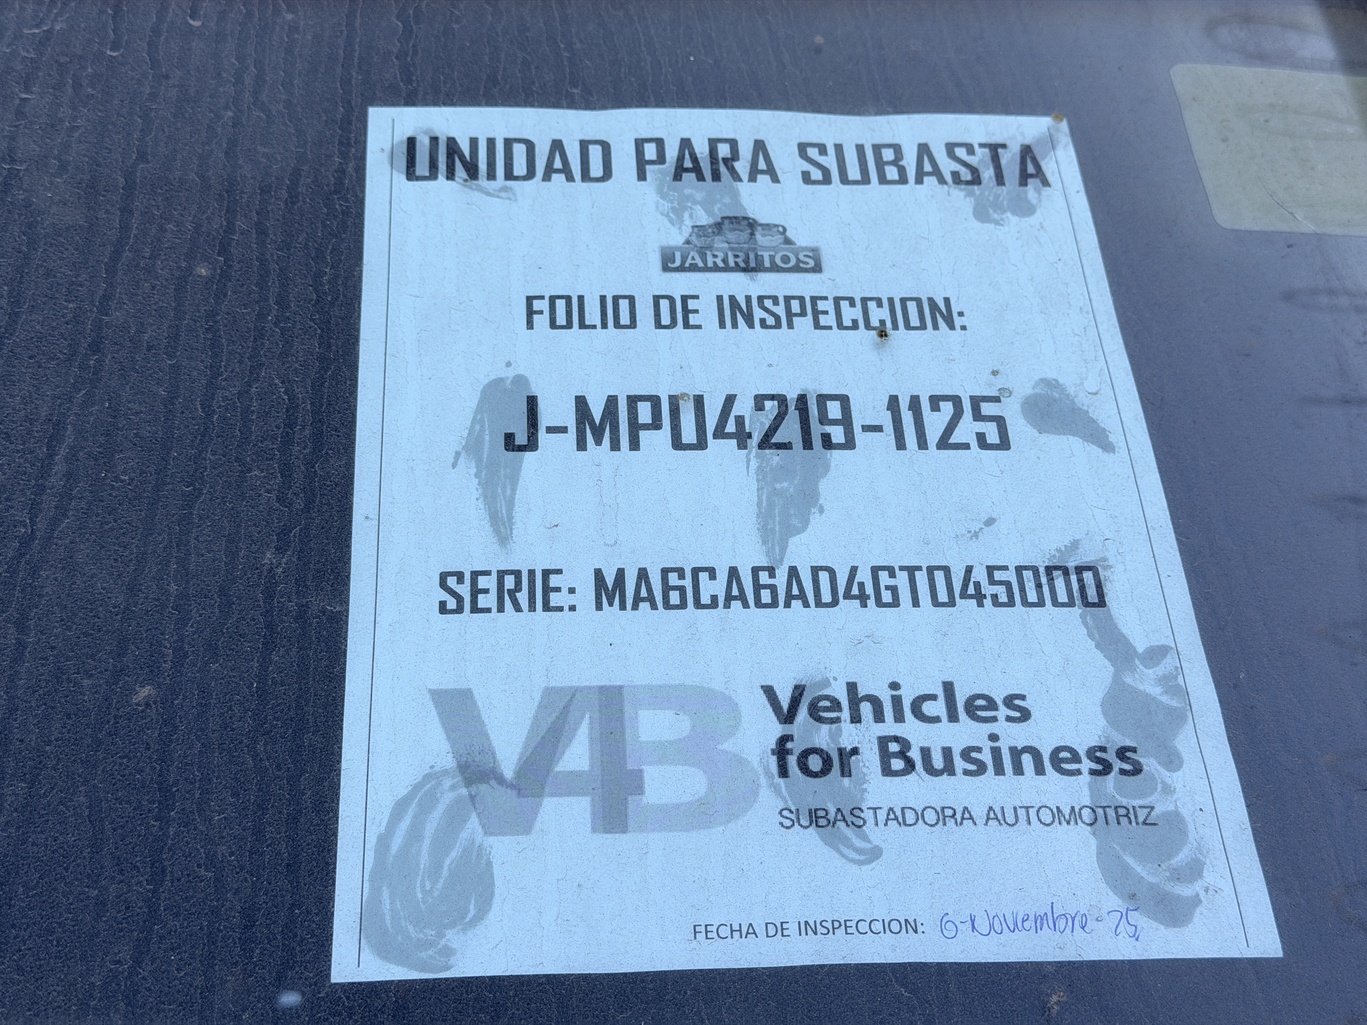 UNIDAD PARA SUBASTA
JARRITOS
FOLIO DE INSPECCION:
J-MPU4219-1125
SERIE: MA6CA6AD4GT045000
V4B
Vehicles
for Business
SUBASTADORA AUTOMOTRIZ
FECHA DE INSPECCION: 6-Noviembre-25